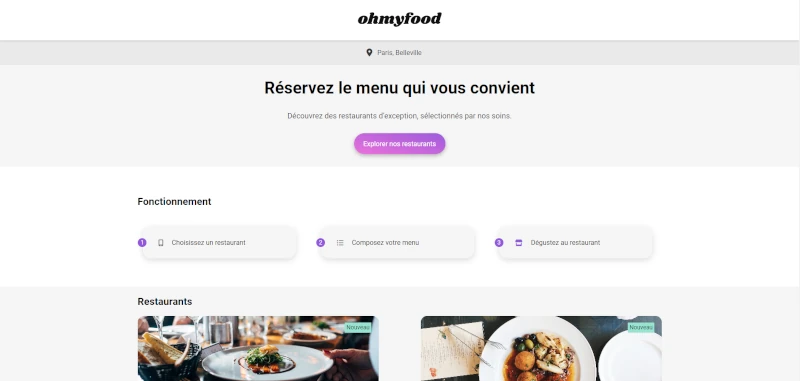 ohmyfood
Paris, Belleville
Réservez le menu qui vous convient
Découvrez des restaurants d'exception, sélectionnés par nos soins.
Explorer nos restaurants
Fonctionnement
1 Choisissez un restaurant
2 Composez votre menu
3 Dégustez au restaurant
Restaurants
Nouveau
Nouveau